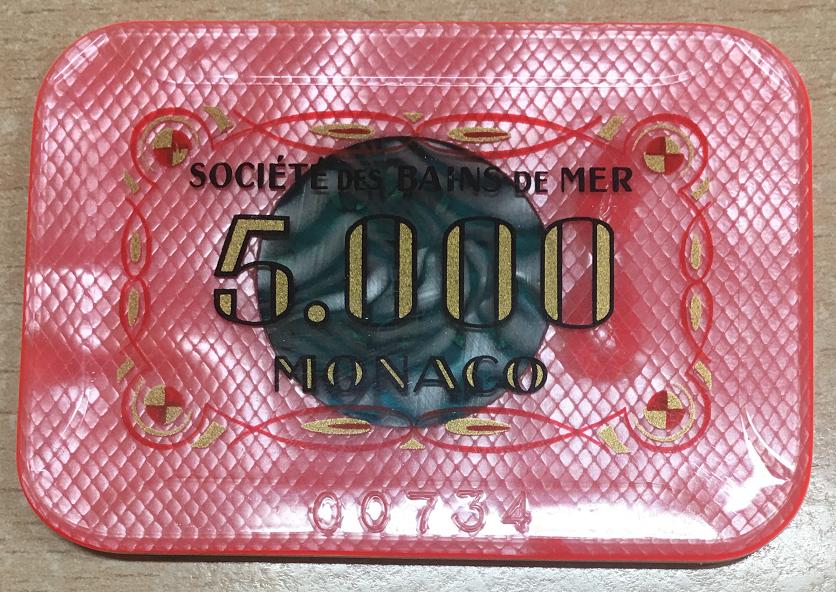 SOCIÉTÉ DES BAINS DE MER
5.000
MONACO
00734